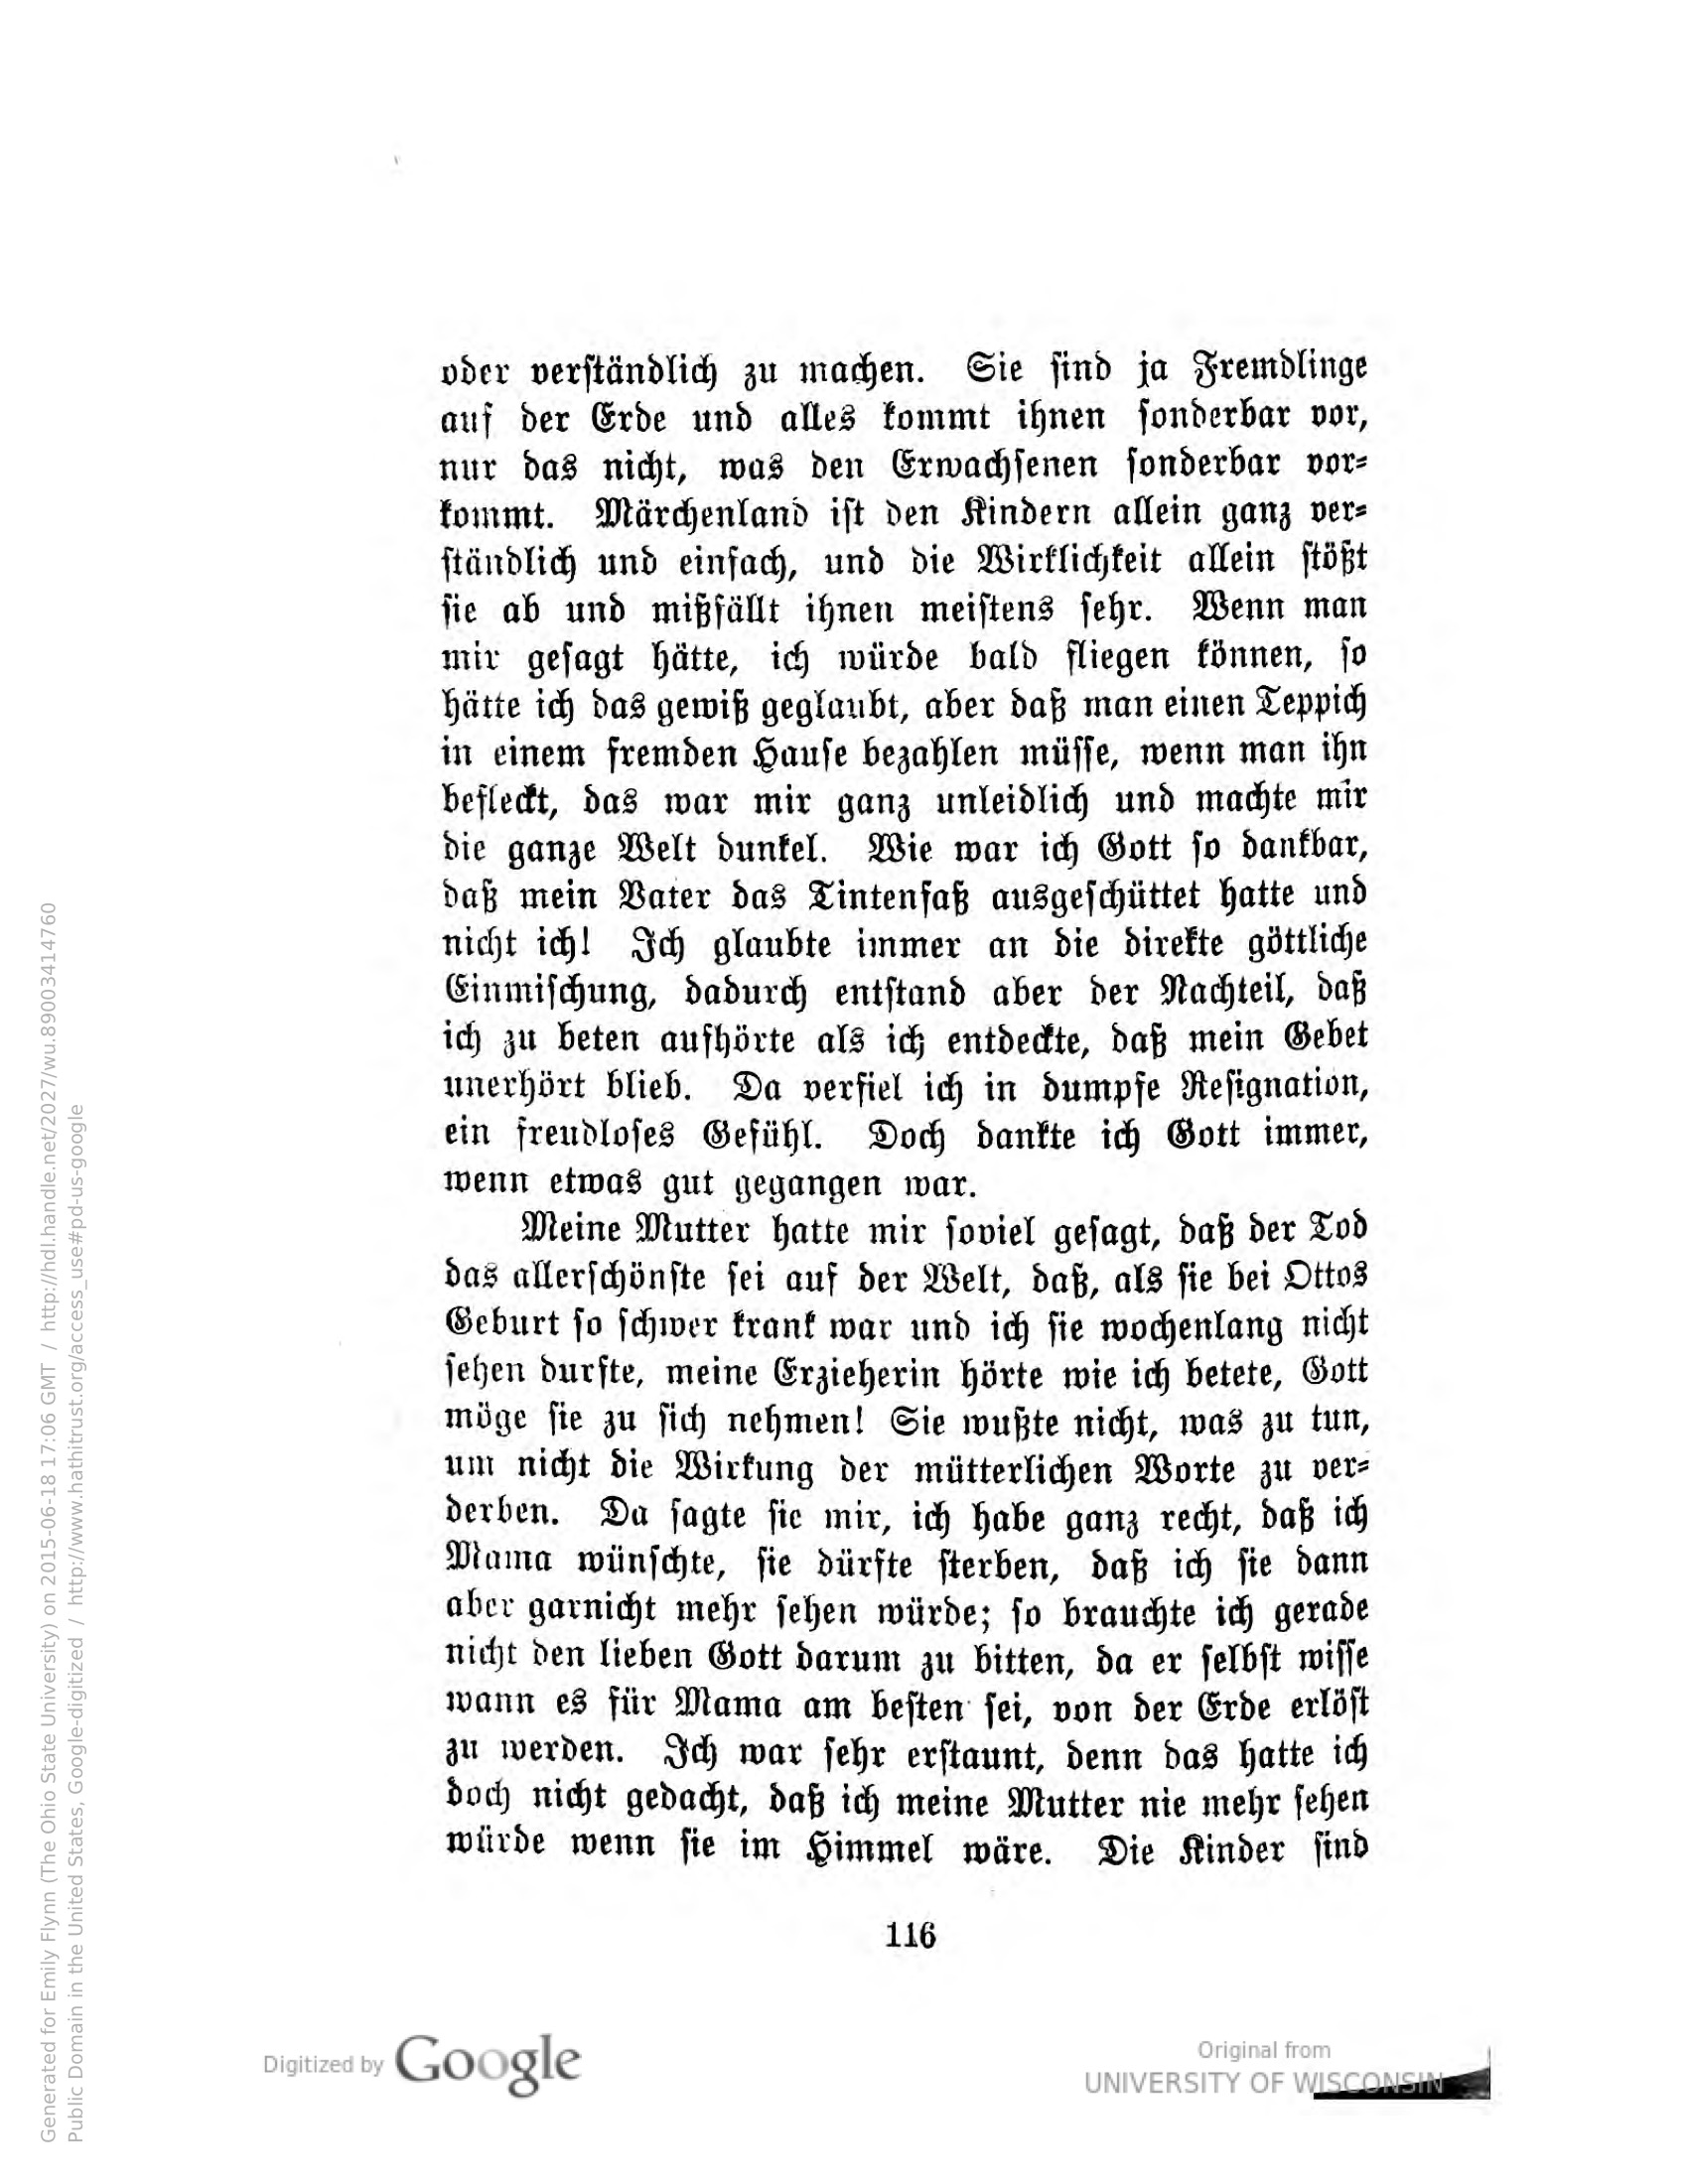 oder verständlich zu machen. Sie sind ja Fremdlinge
auf der Erde und alles kommt ihnen sonderbar vor,
nur das nicht, was den Erwachsenen sonderbar vor=
kommt. Märchenland ist den Kindern allein ganz ver=
ständlich und einfach, und die Wirklichkeit allein stößt
sie ab und mißfällt ihnen meistens sehr. Wenn man
mir gesagt hätte, ich würde bald fliegen können, so
hätte ich das gewiß geglaubt, aber daß man einen Teppich
in einem fremden Hause bezahlen müsse, wenn man ihn
befleckt, das war mir ganz unleidlich und machte mir
die ganze Welt dunkel. Wie war ich Gott so dankbar,
daß mein Vater das Tintenfaß ausgeschüttet hatte und
nicht ich! Ich glaubte immer an die direkte göttliche
Einmischung, dadurch entstand aber der Nachteil, daß
ich zu beten aufhörte als ich entdeckte, daß mein Gebet
unerhört blieb. Da verfiel ich in dumpfe Resignation,
ein freudloses Gefühl. Doch dankte ich Gott immer,
wenn etwas gut gegangen war.
Meine Mutter hatte mir soviel gesagt, daß der Tod
das allerschönste sei auf der Welt, daß, als sie bei Ottos
Geburt so schwer krank war und ich sie wochenlang nicht
sehen durfte, meine Erzieherin hörte wie ich betete, Gott
möge sie zu sich nehmen! Sie wußte nicht, was zu tun,
um nicht die Wirkung der mütterlichen Worte zu ver=
derben. Da sagte sie mir, ich habe ganz recht, daß ich
Mama wünschte, sie dürfte sterben, daß ich sie dann
aber garnicht mehr sehen würde; so brauchte ich gerade
nicht den lieben Gott darum zu bitten, da er selbst wisse
wann es für Mama am besten sei, von der Erde erlöst
zu werden. Ich war sehr erstaunt, denn das hatte ich
doch nicht gedacht, daß ich meine Mutter nie mehr sehen
würde wenn sie im Himmel wäre. Die Kinder sind
116
Digitized by Google
Original from
UNIVERSITY OF WISCONSIN
Generated for Emily Flynn (The Ohio State University) on 2015-06-18 17:06 GMT / http://hdl.handle.net/2027/wu.89003414760
Public Domain in the United States, Google-digitized / http://www.hathitrust.org/access_use#pd-us-google